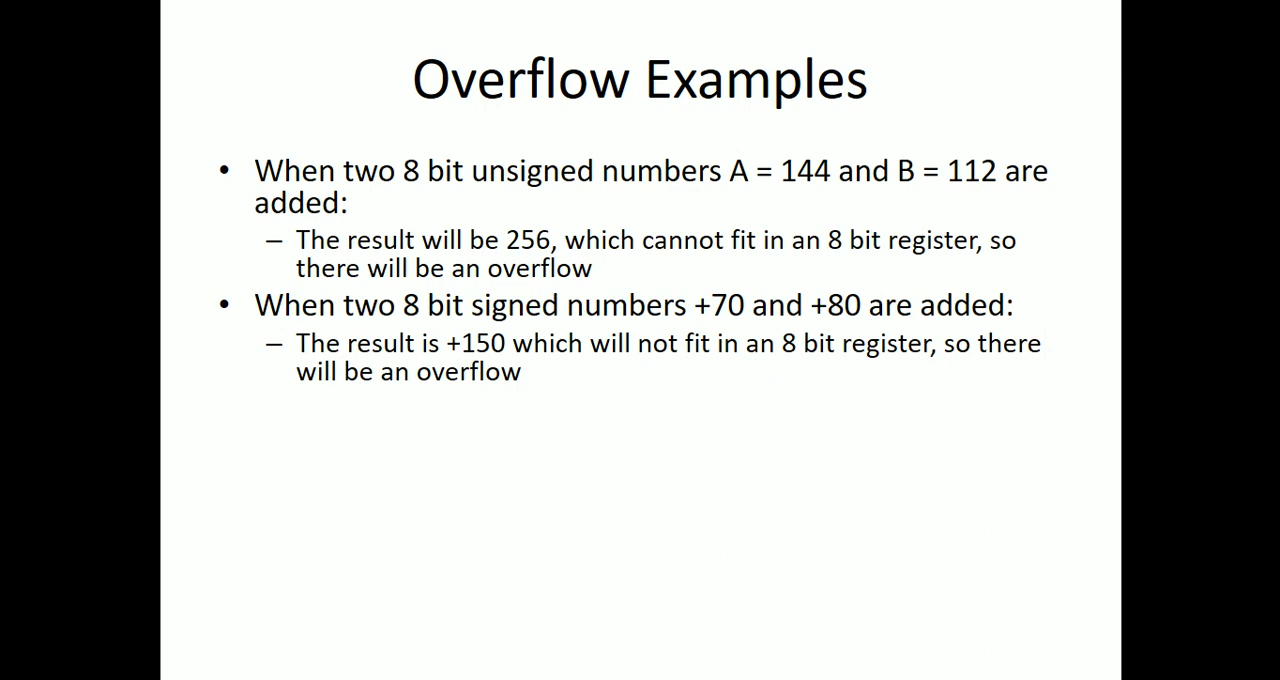 Overflow Examples
• When two 8 bit unsigned numbers A = 144 and B = 112 are
added:
– The result will be 256, which cannot fit in an 8 bit register, so
there will be an overflow
• When two 8 bit signed numbers +70 and +80 are added:
– The result is +150 which will not fit in an 8 bit register, so there
will be an overflow